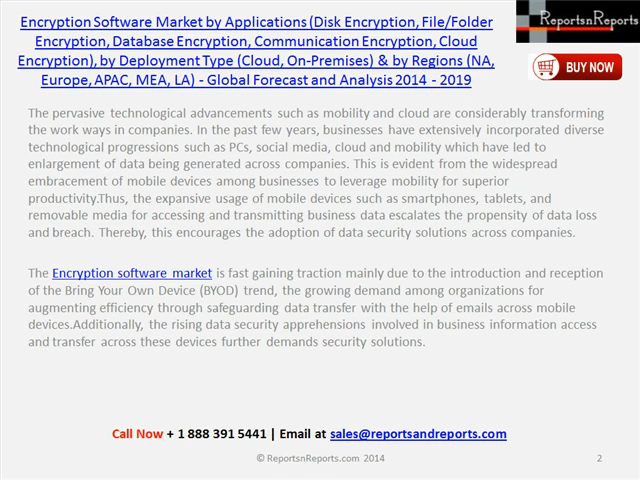 Encryption Software Market by Applications (Disk Encryption, File/Folder
Encryption, Database Encryption, Communication Encryption, Cloud
Encryption), by Deployment Type (Cloud, On-Premises) & by Regions (NA,
Europe, APAC, MEA, LA) - Global Forecast and Analysis 2014 - 2019
ReportsnReports
BUY NOW
The pervasive technological advancements such as mobility and cloud are considerably transforming
the work ways in companies. In the past few years, businesses have extensively incorporated diverse
technological progressions such as PCs, social media, cloud and mobility which have led to
enlargement of data being generated across companies. This is evident from the widespread
embracement of mobile devices among businesses to leverage mobility for superior
productivity.Thus, the expansive usage of mobile devices such as smartphones, tablets, and
removable media for accessing and transmitting business data escalates the propensity of data loss
and breach. Thereby, this encourages the adoption of data security solutions across companies.
The Encryption software market is fast gaining traction mainly due to the introduction and reception
of the Bring Your Own Device (BYOD) trend, the growing demand among organizations for
augmenting efficiency through safeguarding data transfer with the help of emails across mobile
devices.Additionally, the rising data security apprehensions involved in business information access
and transfer across these devices further demands security solutions.
Call Now + 1 888 391 5441 | Email at sales@reportsandreports.com
© ReportsnReports.com 2014
2